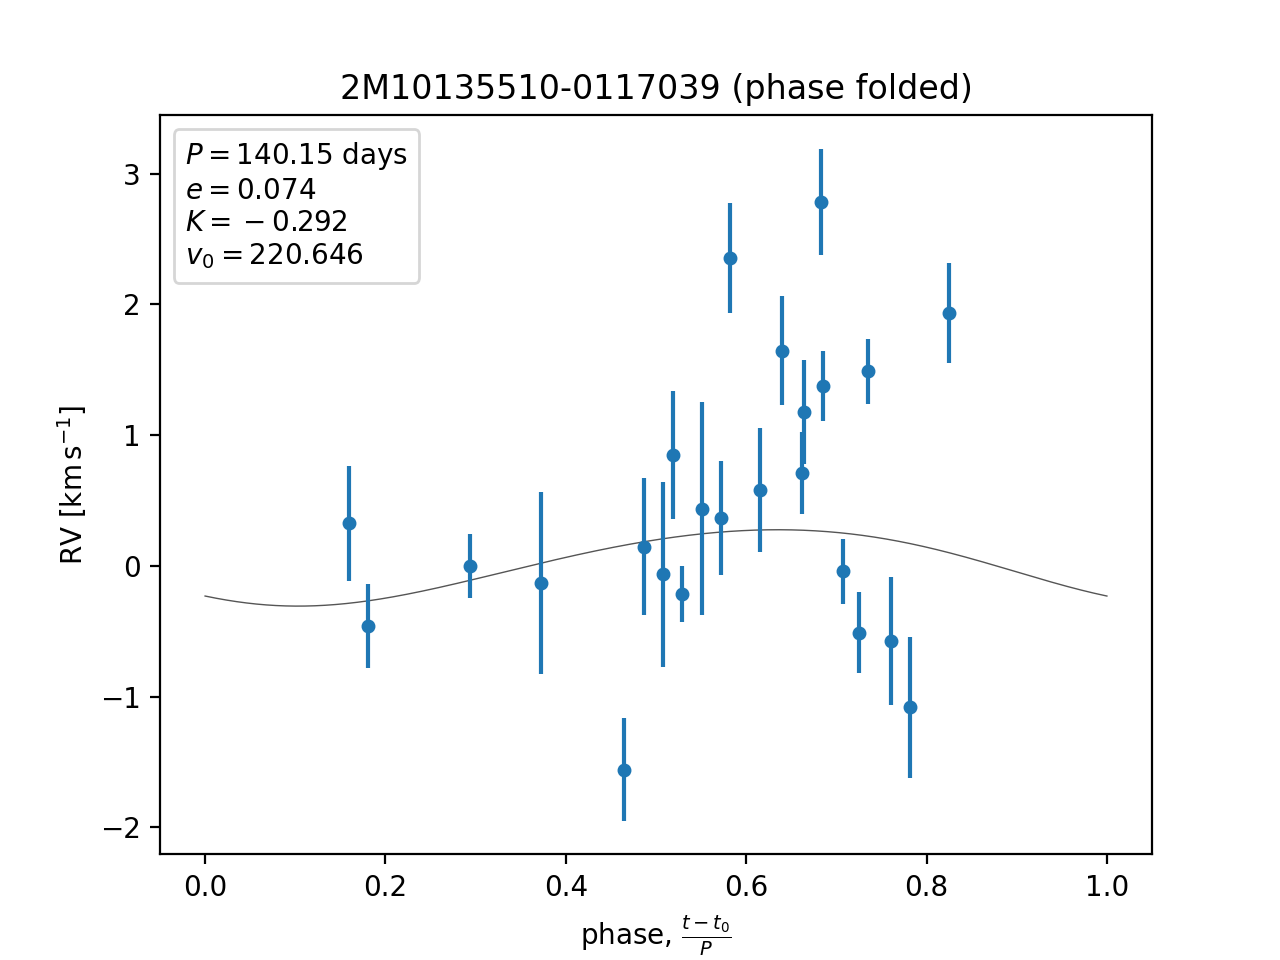 2M10135510-0117039 (phase folded)
P = 140.15 days
e = 0.074
K = −0.292
v₀ = 220.646
RV [km s⁻¹]
3
2
1
0
−1
−2
0.0 0.2 0.4 0.6 0.8 1.0
phase, (t − t₀)/P